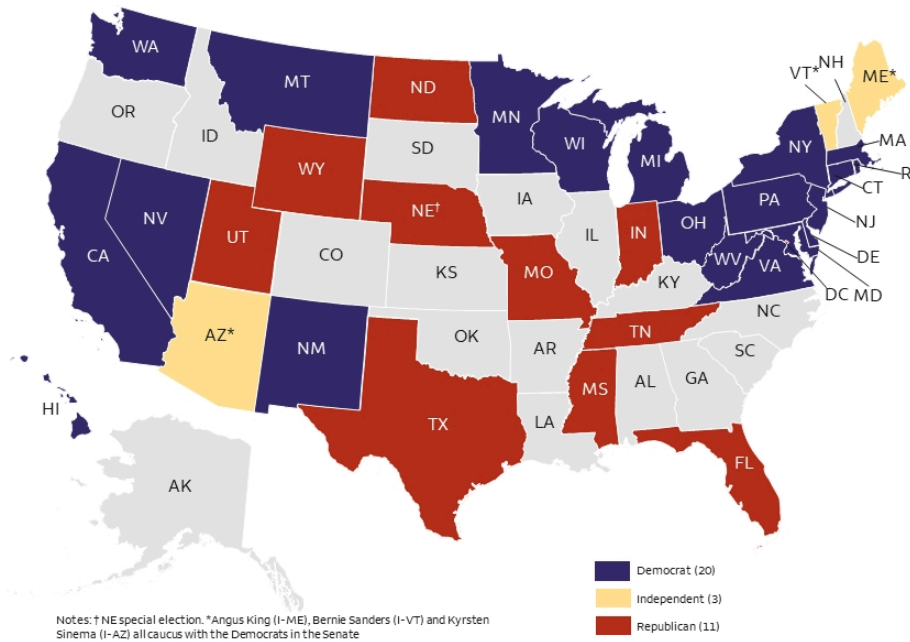 WA
MT
ND
MN
VT*
NH
ME*
OR
ID
SD
WI
MI
NY
MA
R
CT
WY
IA
PA
NJ
NV
NE†
OH
DE
CA
UT
CO
IL
IN
WV
VA
MD
DC
KS
MO
KY
NC
AZ*
NM
OK
AR
TN
SC
HI
TX
MS
AL
GA
LA
FL
AK
Democrat (20)
Independent (3)
Republican (11)
Notes: † NE special election. *Angus King (I-ME), Bernie Sanders (I-VT) and Kyrsten
Sinema (I-AZ) all caucus with the Democrats in the Senate